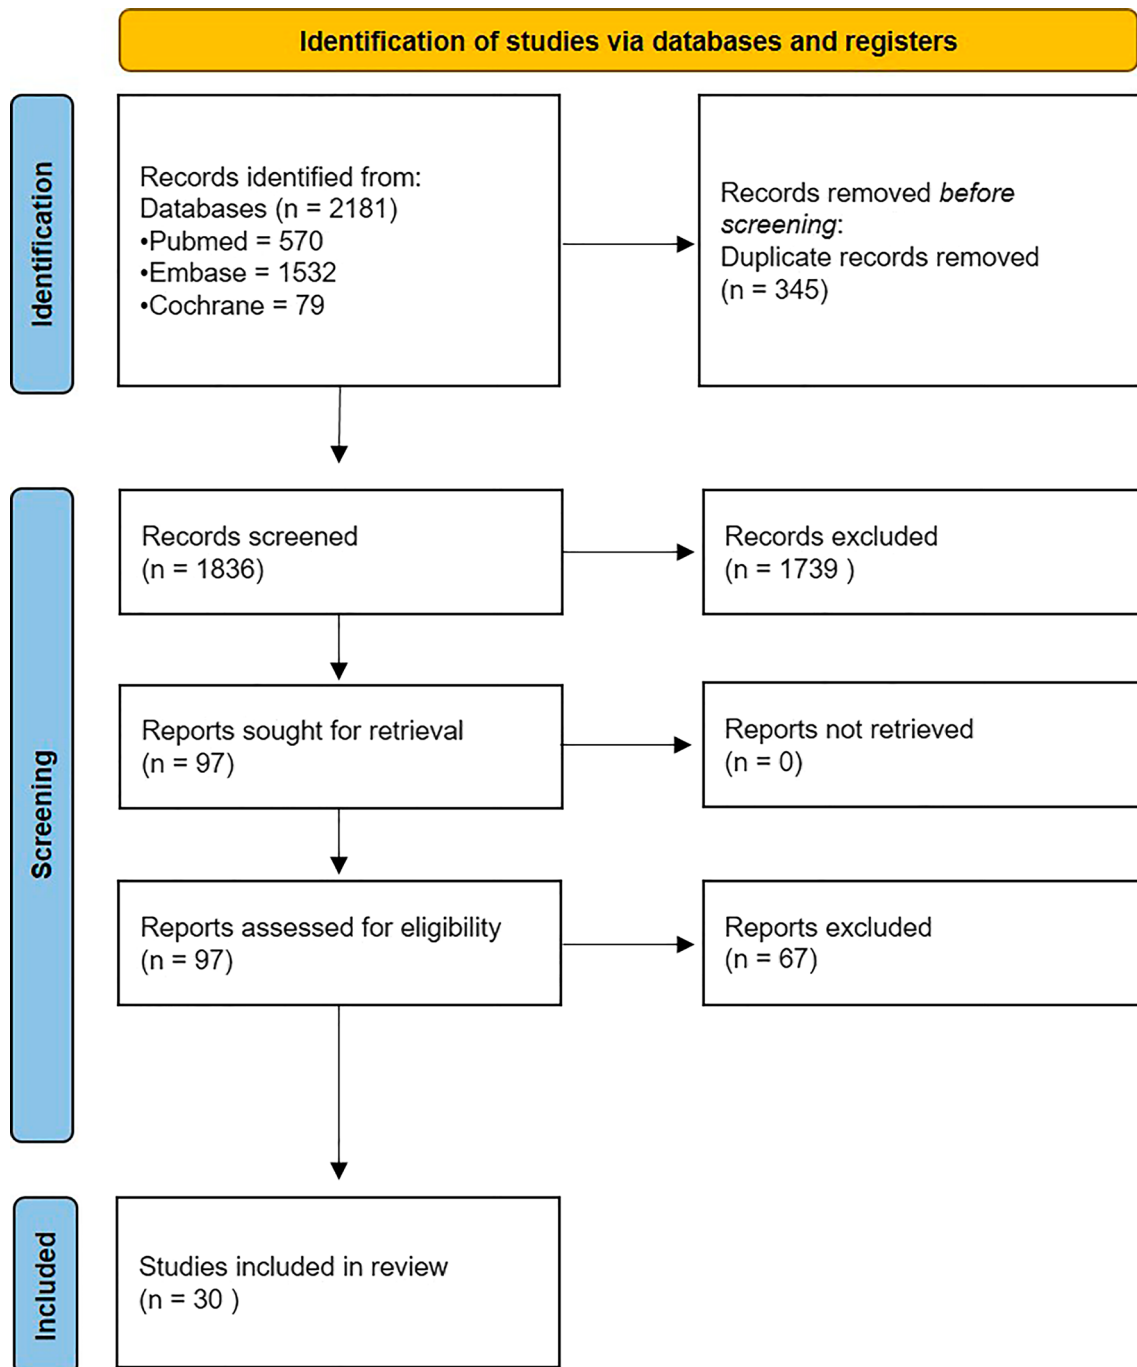 Identification of studies via databases and registers
Identification
Records identified from:
Databases (n = 2181)
•Pubmed = 570
•Embase = 1532
•Cochrane = 79
Records removed before
screening:
Duplicate records removed
(n = 345)
Screening
Records screened
(n = 1836)
Records excluded
(n = 1739 )
Reports sought for retrieval
(n = 97)
Reports not retrieved
(n = 0)
Reports assessed for eligibility
(n = 97)
Reports excluded
(n = 67)
Included
Studies included in review
(n = 30 )